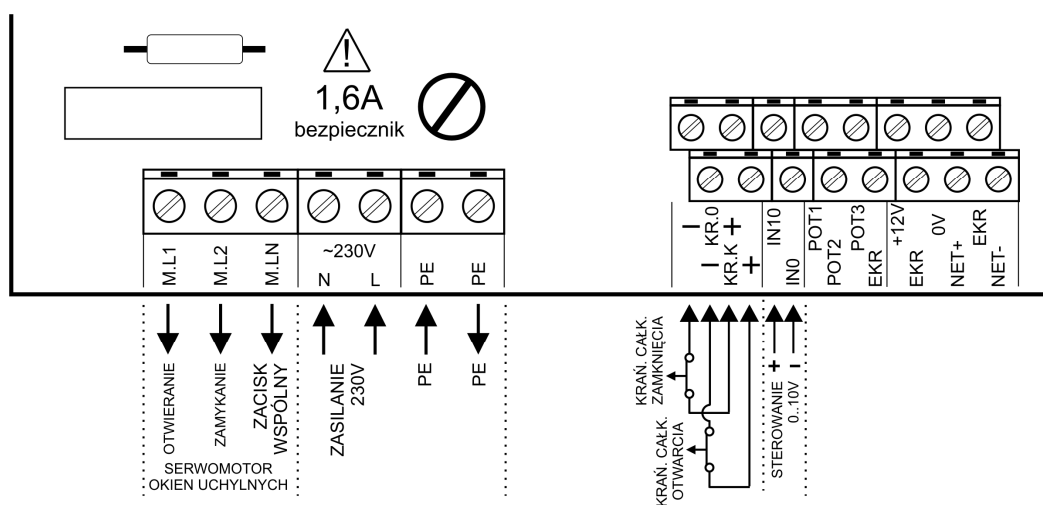 1,6A
bezpiecznik
M.L1
M.L2
M.LN
~230V
N
L
PE
PE
−
KR.0
+
−
KR.K
+
IN10
IN0
POT1
POT2
POT3
EKR
+12V
EKR
0V
NET+
EKR
NET-
OTWIERANIE
ZAMYKANIE
ZACISK
WSPÓLNY
SERWOMOTOR
OKIEN UCHYLNYCH
ZASILANIE
230V
PE
PE
KRAŃ. CAŁK.
ZAMKNIĘCIA
KRAŃ. CAŁK.
OTWARCIA
+
−
STEROWANIE
0..10V